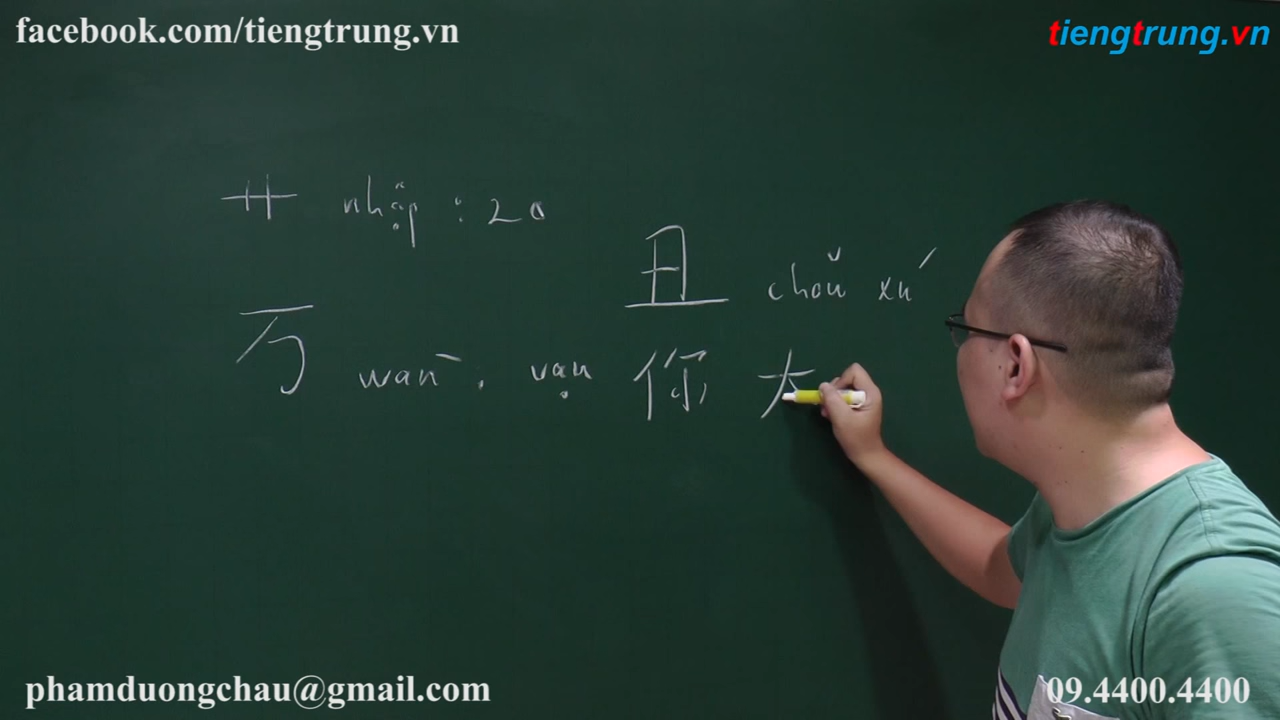 facebook.com/tiengtrung.vn
tiengtrung.vn
廿 nhập : 20
丑 chǒu xú
万 wan : vạn
你 太
phamduongchau@gmail.com
09.4400.4400